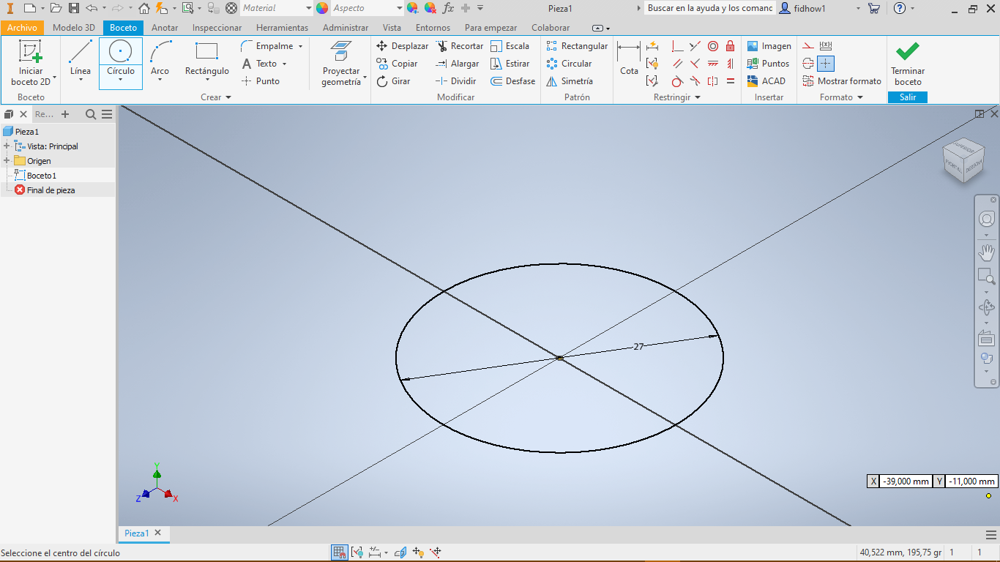 Material
Aspecto
Pieza1
Buscar en la ayuda y los comanc
fidhow1
Archivo
Modelo 3D
Boceto
Anotar
Inspeccionar
Herramientas
Administrar
Vista
Entornos
Para empezar
Colaborar
Iniciar
boceto 2D
Línea
Círculo
Arco
Rectángulo
Empalme
Texto
Punto
Proyectar
geometría
Desplazar
Copiar
Girar
Recortar
Alargar
Dividir
Escala
Estirar
Desfase
Rectangular
Circular
Simetría
Cota
Imagen
Puntos
ACAD
Mostrar formato
Terminar
boceto
Boceto
Crear
Modificar
Patrón
Restringir
Insertar
Formato
Salir
Re...
Pieza1
Vista: Principal
Origen
Boceto1
Final de pieza
SUPERIOR
FRONTAL
DERECHA
27
Y
Z
X
X
-39,000 mm
Y
-11,000 mm
Pieza1
Seleccione el centro del círculo
40,522 mm, 195,75 gr
1
1